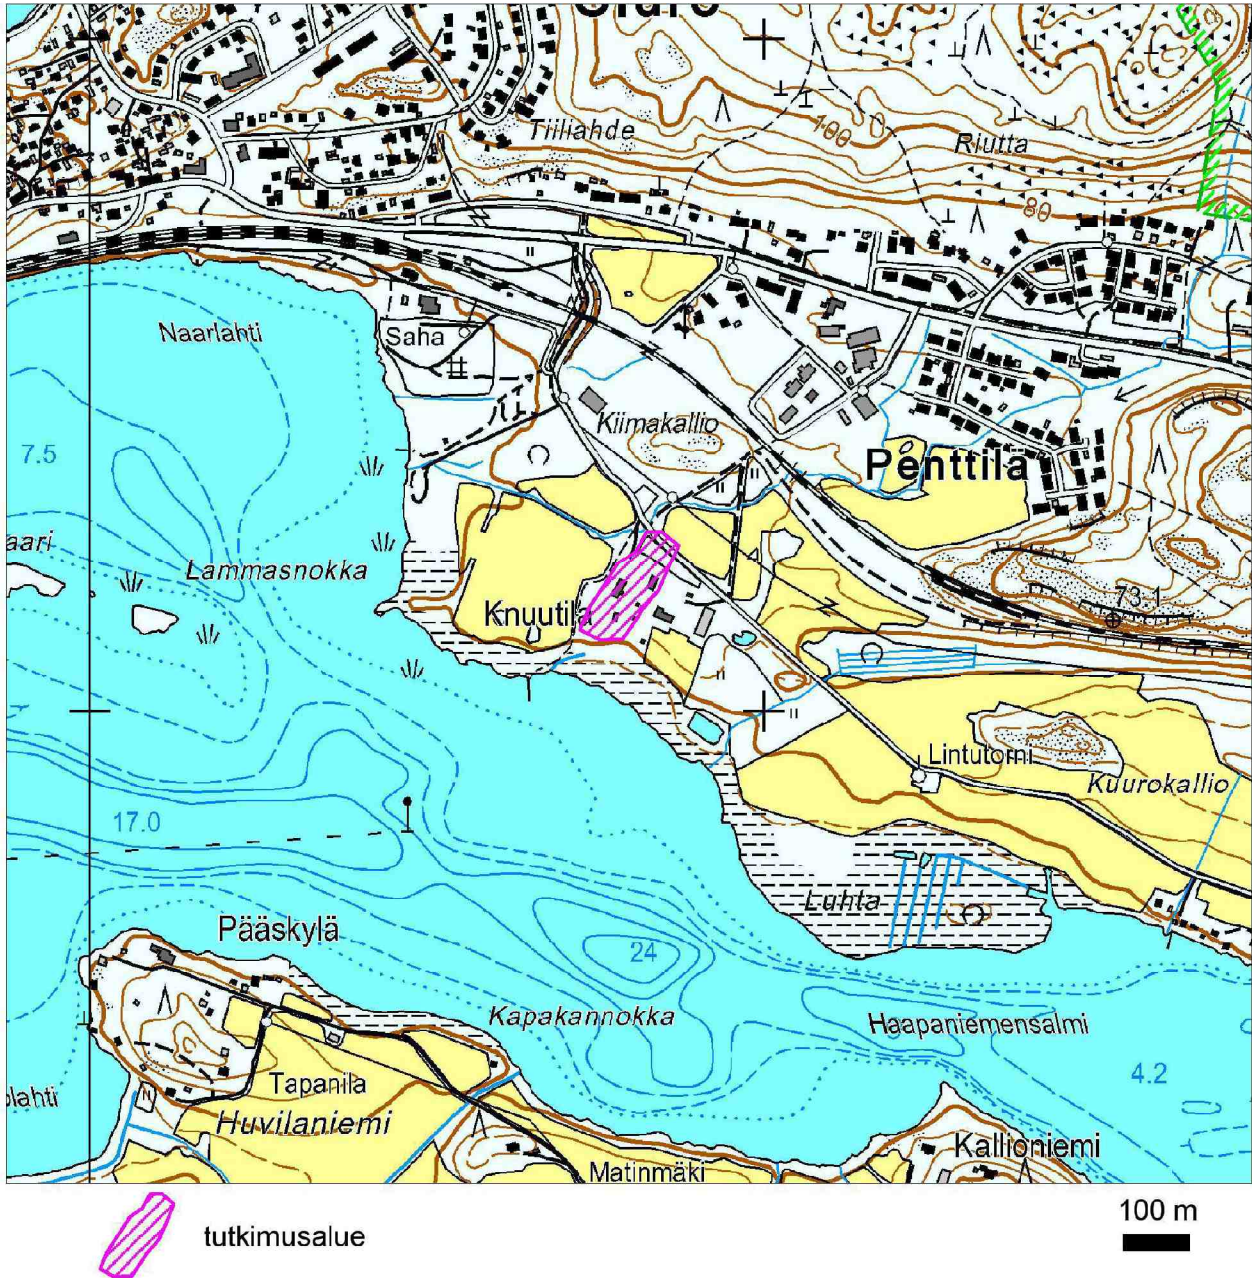 Tiiliahde
100
Riutta
80
Naarlahti
Saha
7.5
Kiimakallio
Penttilä
aari
Lammasnokka
Knuutila
73.1
Lintutorni
Kuurokallio
17.0
Luhta
Pääskylä
24
Kapakannokka
Haapaniemensalmi
4.2
Tapanila
olahti
Huvilaniemi
Kallioniemi
Matinmäki
tutkimusalue
100 m